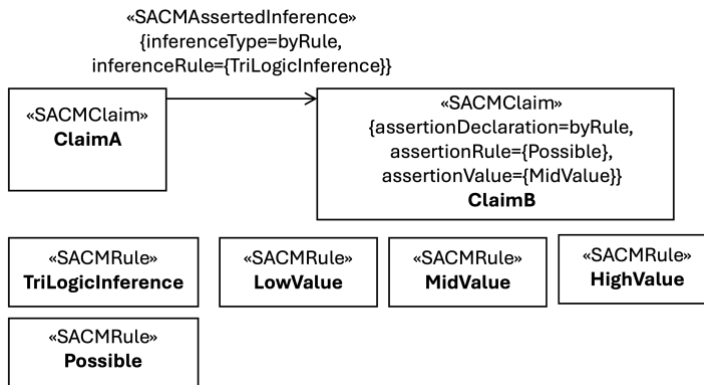 «SACMAssertedInference»
{inferenceType=byRule,
inferenceRule={TriLogicInference}}
«SACMClaim»
ClaimA
«SACMClaim»
{assertionDeclaration=byRule,
assertionRule={Possible},
assertionValue={MidValue}}
ClaimB
«SACMRule»
TriLogicInference
«SACMRule»
LowValue
«SACMRule»
MidValue
«SACMRule»
HighValue
«SACMRule»
Possible